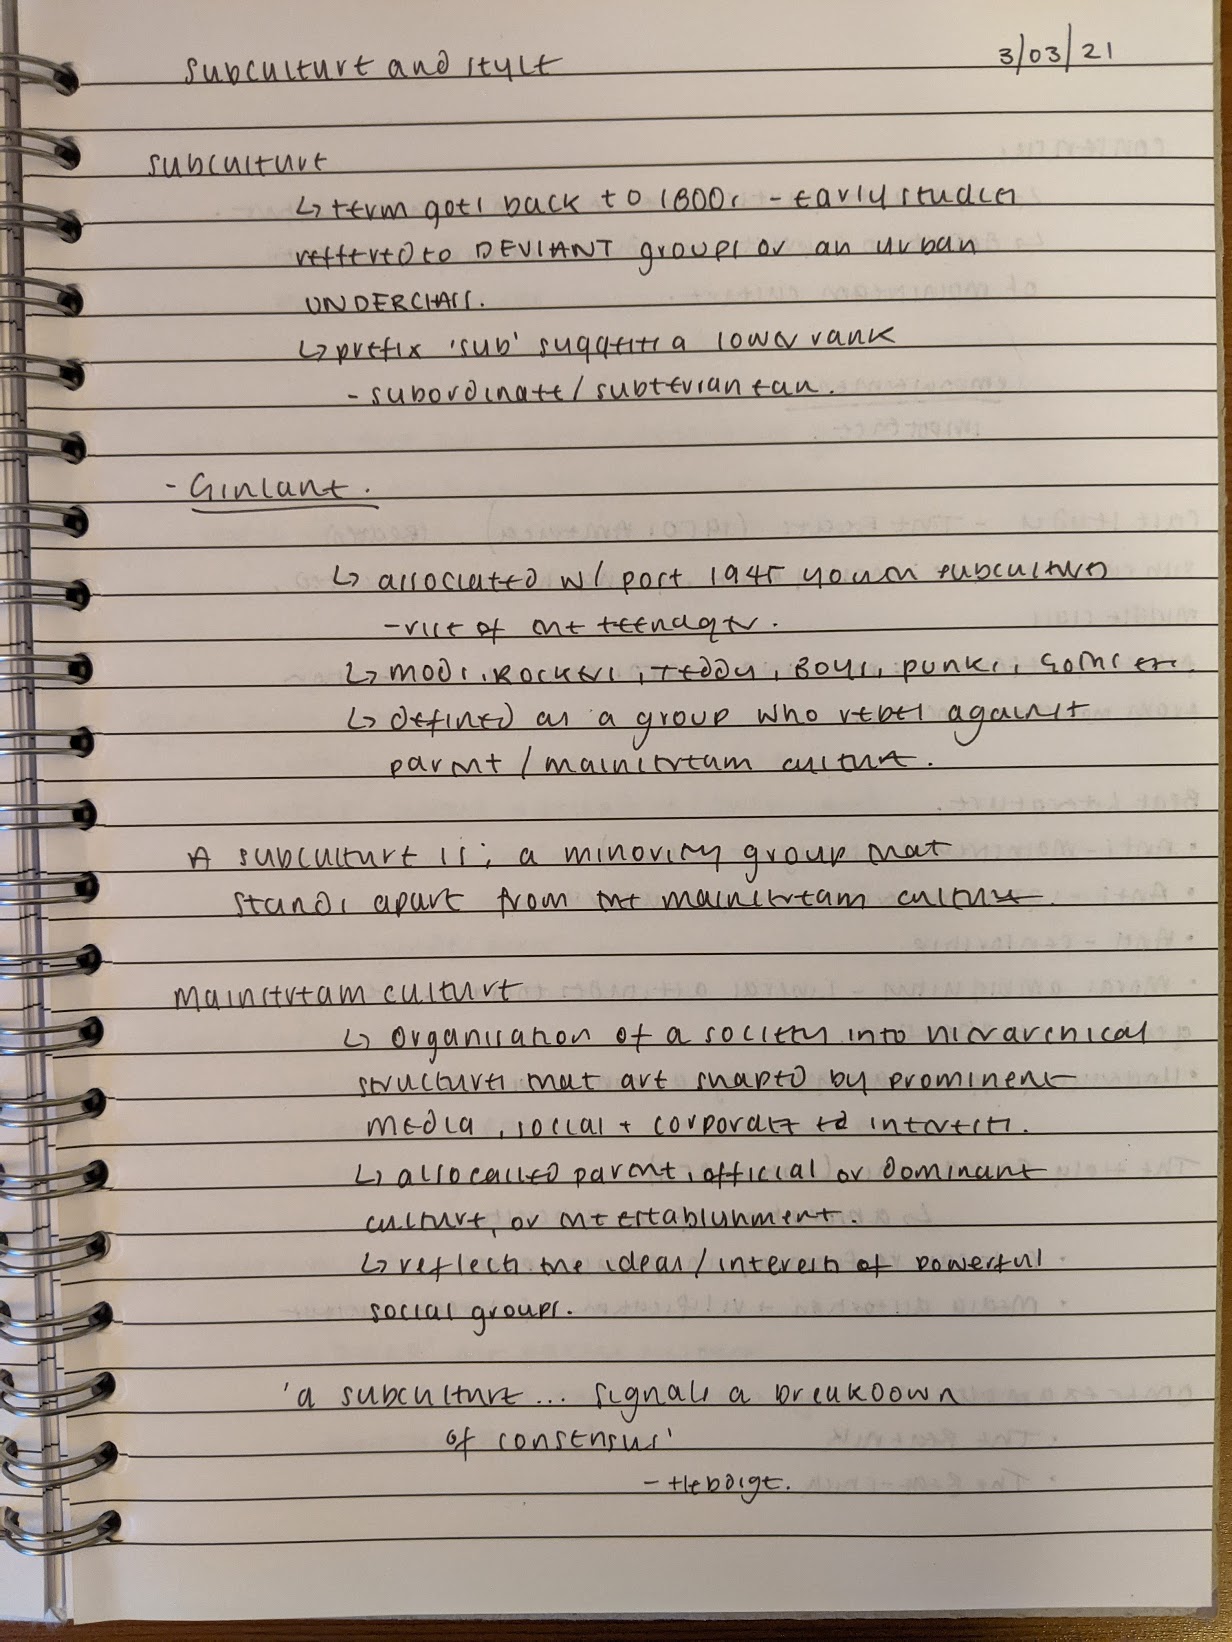 Subculture and style 3/03/21
subculture
↳ term goes back to 1800s - early studies
reffered to DEVIANT groups or an urban
UNDERCLASS.
↳ prefix 'sub' suggests a lower rank
- subordinate / subterrian ean.
-
↳ associated w/ post 1945 youth subcultures
- rise of the teenager.
↳ mods, Rockers, Teddy, Boys, punks, Goths etc.
↳ defined as a group who rebel against
parent / mainstream culture.
A subculture is; a minority group that
stands apart from the mainstream culture.
Mainstream culture
↳ Organisation of a society into hierarchical
structures that are shaped by prominent
media, social + corporate interests.
↳ also called parent, official or dominant
culture, or the establishment.
↳ reflects the ideas / interests of powerful
social groups.
'a subculture... signals a breakdown
of consensus'
- Hebdige.